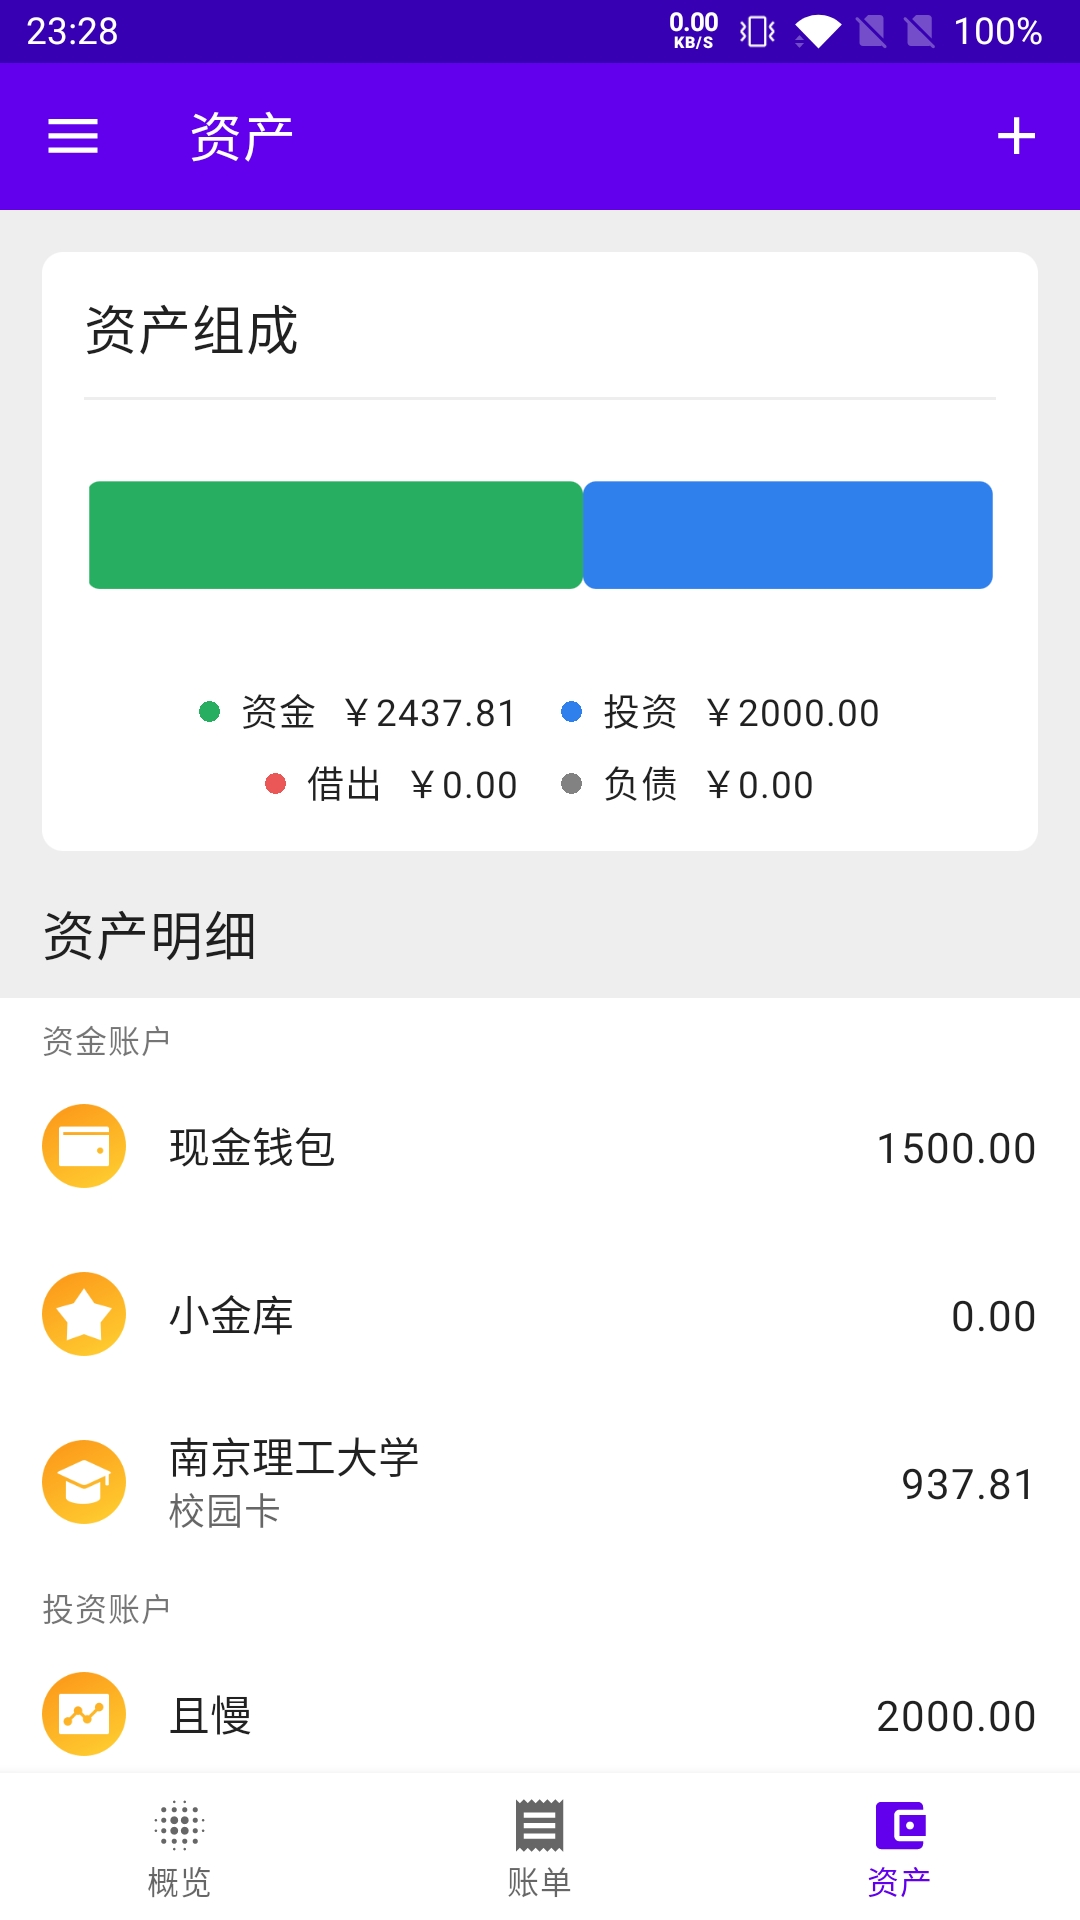 23:28 0.00 KB/S 100%
资产
资产组成
资金 ￥2437.81 投资 ￥2000.00
借出 ￥0.00 负债 ￥0.00
资产明细
资金账户
现金钱包 1500.00
小金库 0.00
南京理工大学 937.81
校园卡
投资账户
且慢 2000.00
概览 账单 资产